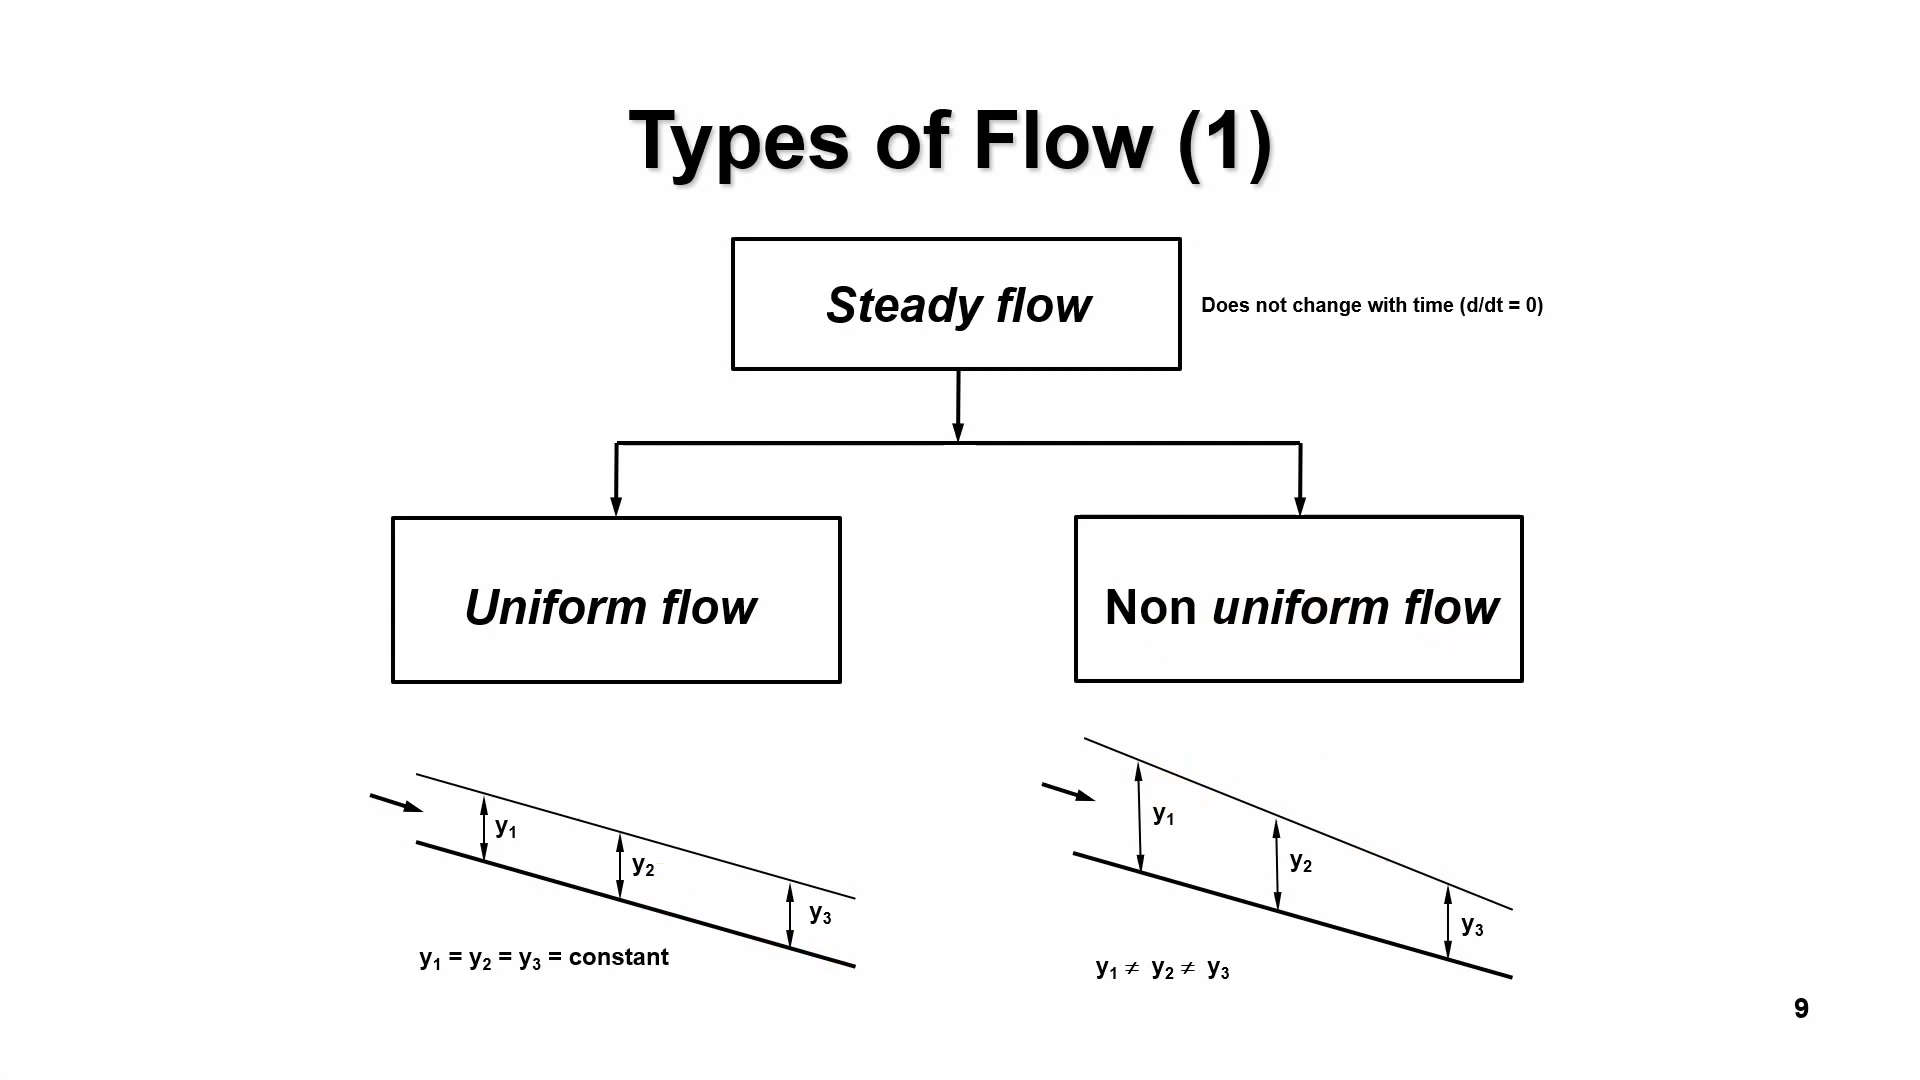 Types of Flow (1)
Steady flow
Does not change with time (d/dt = 0)
Uniform flow
Non uniform flow
y₁
y₂
y₃
y₁ = y₂ = y₃ = constant
y₁
y₂
y₃
y₁ ≠ y₂ ≠ y₃
9